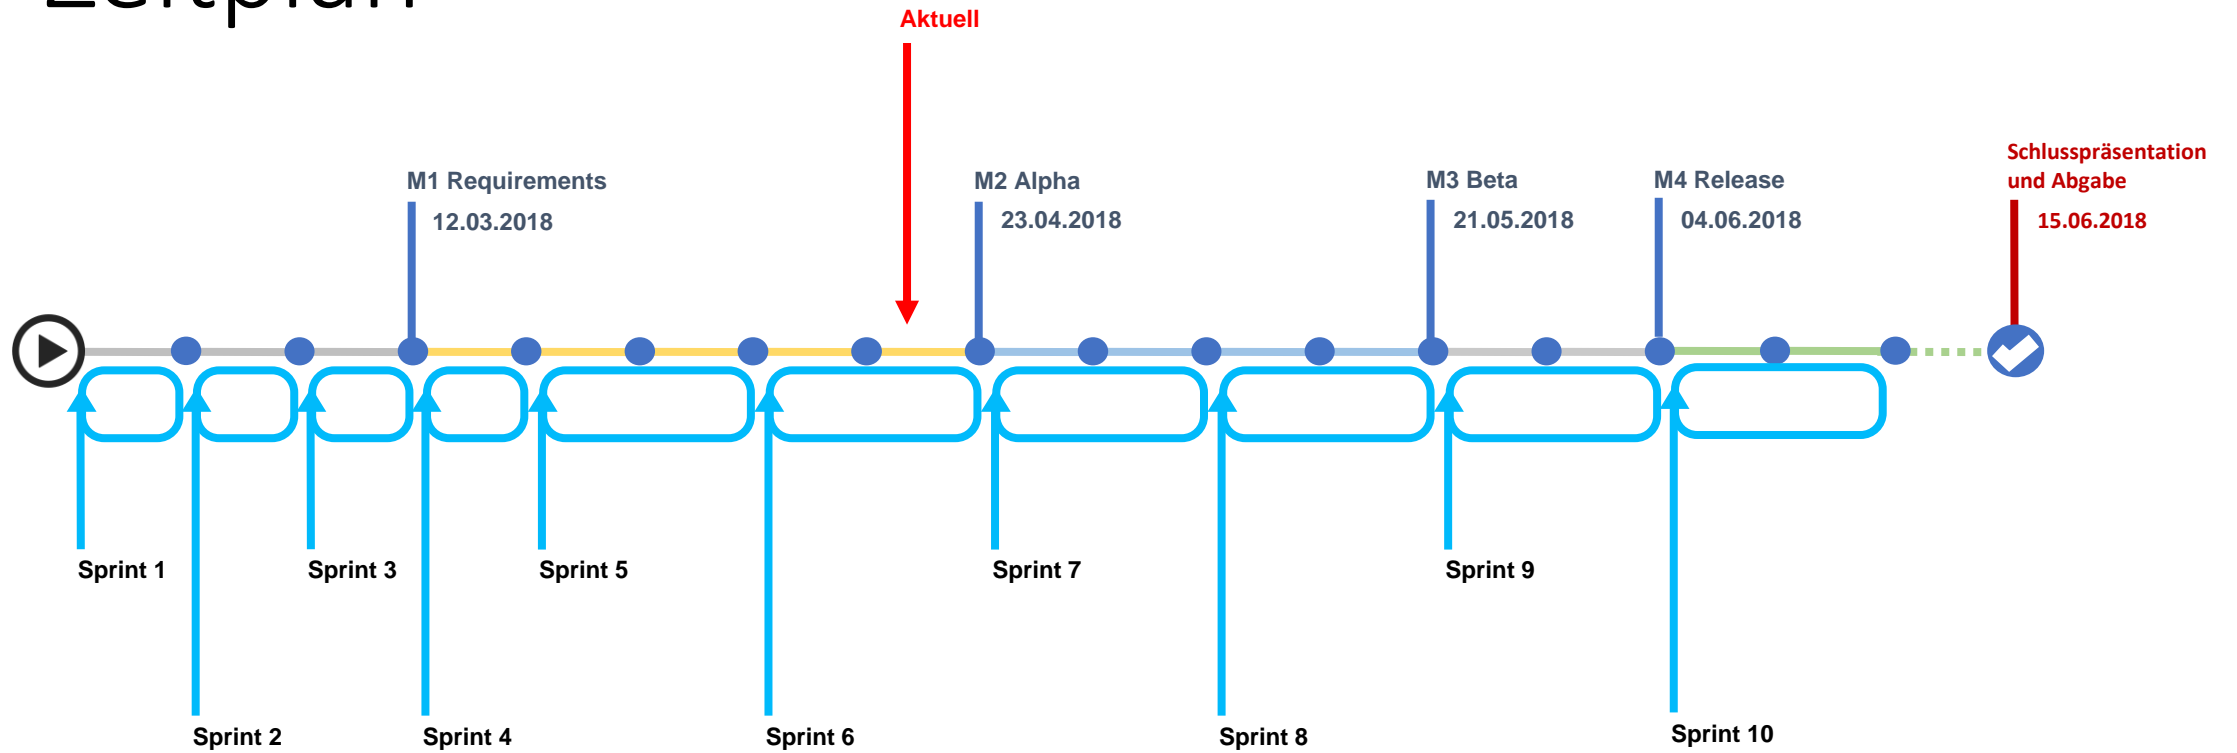 Zeitplan
Aktuell
M1 Requirements
12.03.2018
M2 Alpha
23.04.2018
M3 Beta
21.05.2018
M4 Release
04.06.2018
Schlusspräsentation
und Abgabe
15.06.2018
Sprint 1
Sprint 3
Sprint 5
Sprint 7
Sprint 9
Sprint 2
Sprint 4
Sprint 6
Sprint 8
Sprint 10